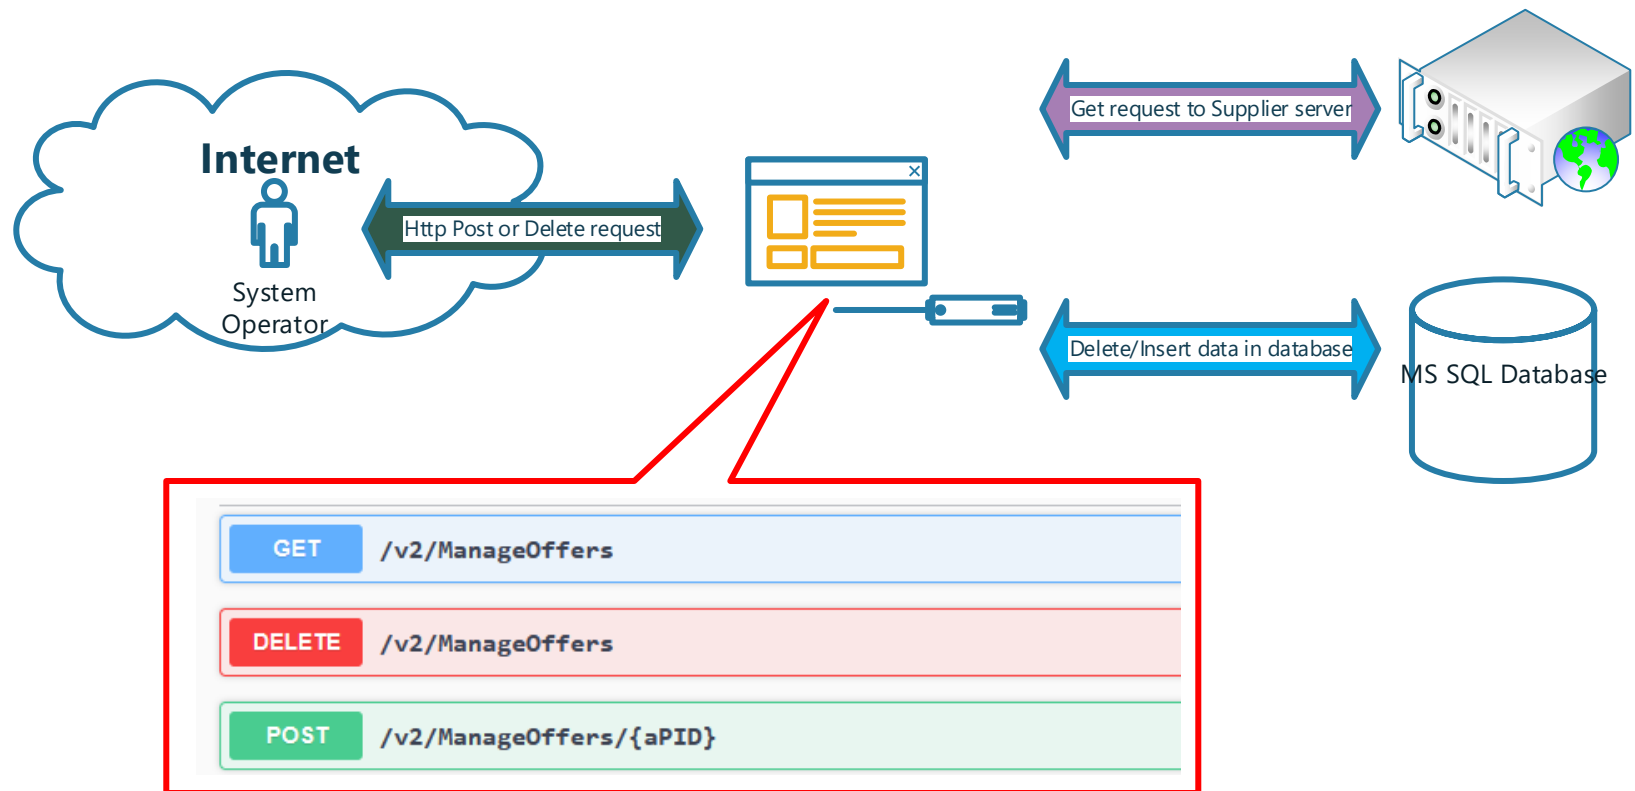 Internet
System
Operator
Http Post or Delete request
Get request to Supplier server
Delete/Insert data in database
MS SQL Database
GET /v2/ManageOffers
DELETE /v2/ManageOffers
POST /v2/ManageOffers/{aPID}